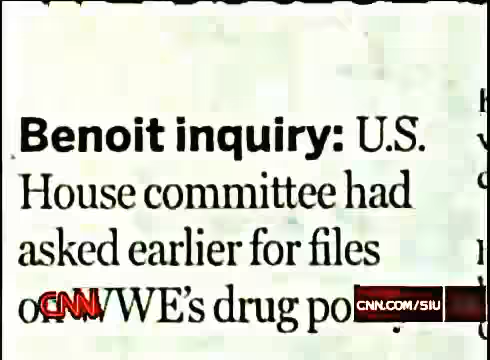 Benoit inquiry: U.S.
House committee had
asked earlier for files
WWE's drug
CNN
CNN.COM/SIU